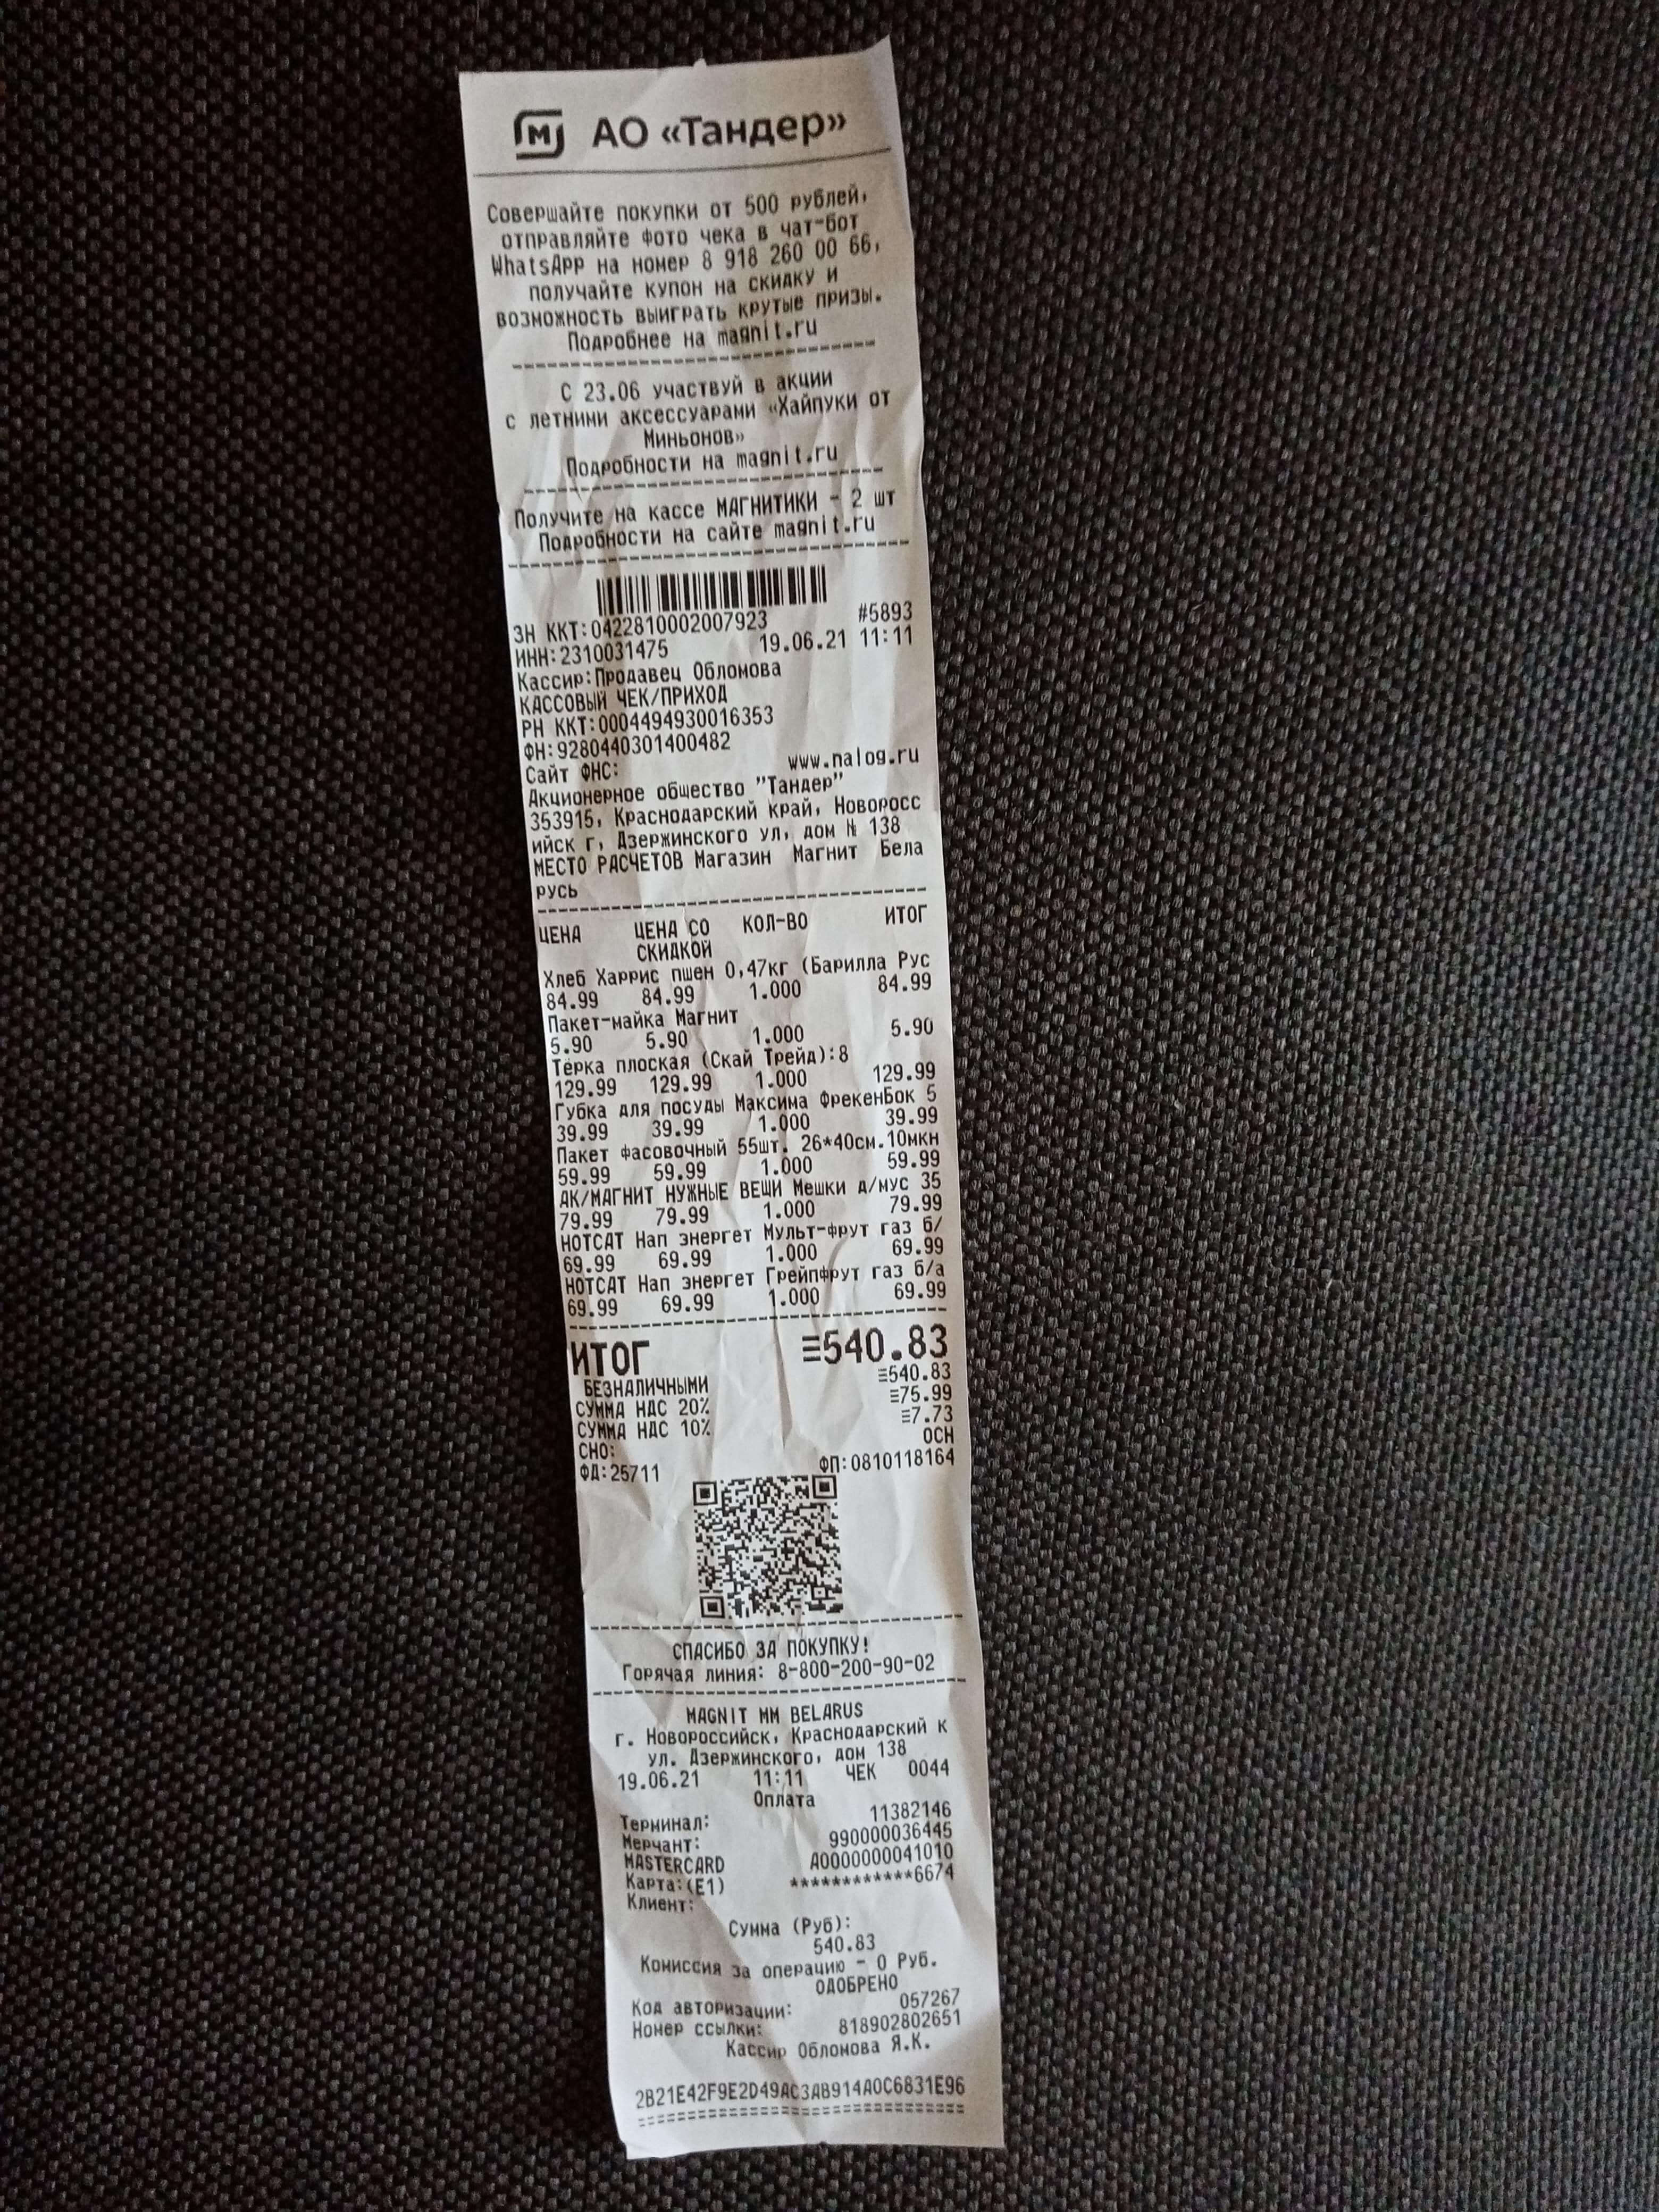 М АО «Тандер»
Совершайте покупки от 500 рублей,
отправляйте фото чека в чат-бот
WhatsApp на номер 8 918 260 00 66,
получайте купон на скидку и
возможность выиграть крутые призы.
Подробнее на magnit.ru
С 23.06 участвуй в акции
с летними аксессуарами «Хайпуки от
Миньонов»
Подробности на magnit.ru
Получите на кассе МАГНИТИКИ - 2 шт
Подробности на сайте magnit.ru
ЗН ККТ:0422810002007923 #5893
ИНН:2310031475 19.06.21 11:11
Кассир:Продавец Обломова
КАССОВЫЙ ЧЕК/ПРИХОД
РН ККТ:0004494930016353
ФН:9280440301400482
Сайт ФНС: www.nalog.ru
Акционерное общество "Тандер"
353915, Краснодарский край, Новоросс
ийск г, Дзержинского ул, дом № 138
МЕСТО РАСЧЕТОВ Магазин Магнит Бела
русь
ЦЕНА ЦЕНА СО КОЛ-ВО ИТОГ
СКИДКОЙ
Хлеб Харрис пшен 0,47кг (Барилла Рус
84.99 84.99 1.000 84.99
Пакет-майка Магнит
5.90 5.90 1.000 5.90
Терка плоская (Скай Трейд):8
129.99 129.99 1.000 129.99
Губка для посуды Максима ФрекенБок 5
39.99 39.99 1.000 39.99
Пакет фасовочный 55шт. 26*40см.10мкн
59.99 59.99 1.000 59.99
АК/МАГНИТ НУЖНЫЕ ВЕЩИ Мешки д/мус 35
79.99 79.99 1.000 79.99
НОТСАТ Нап энергет Мульт-фрут газ б/
69.99 69.99 1.000 69.99
НОТСАТ Нап энергет Грейпфрут газ б/а
69.99 69.99 1.000 69.99
ИТОГ ≡540.83
БЕЗНАЛИЧНЫМИ ≡540.83
СУММА НДС 20% ≡75.99
СУММА НДС 10% ≡7.73
СНО: ОСН
ФД:25711 ФП:0810118164
СПАСИБО ЗА ПОКУПКУ!
Горячая линия: 8-800-200-90-02
MAGNIT MM BELARUS
г. Новороссийск, Краснодарский к
ул. Дзержинского, дом 138
19.06.21 11:11 ЧЕК 0044
Оплата
Терминал: 11382146
Мерчант: 990000036445
MASTERCARD A0000000041010
Карта:(E1) ************6674
Клиент:
Сумма (Руб):
540.83
Комиссия за операцию - 0 Руб.
ОДОБРЕНО
Код авторизации: 057267
Номер ссылки: 818902802651
Кассир Обломова Я.К.
2B21E42F9E2D49AC3AB914A0C6831E96